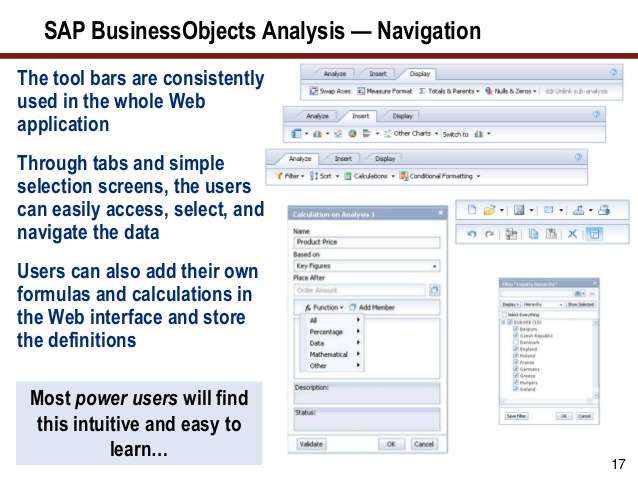 SAP BusinessObjects Analysis — Navigation
The tool bars are consistently
used in the whole Web
application
Through tabs and simple
selection screens, the users
can easily access, select, and
navigate the data
Users can also add their own
formulas and calculations in
the Web interface and store
the definitions
Most power users will find
this intuitive and easy to
learn…
Analyze Insert Display
Swap Axes Measure Format Totals & Parents Nulls & Zeros Unlink sub-analysis
Analyze Insert Display
Other Charts Switch to
Analyze Insert Display
Filter Sort Calculations Conditional Formatting
Calculation on Analysis 1
Name
Product Price
Based on
Key Figures
Place After
Order Amount
Function Add Member
All
Percentage
Data
Mathematical
Other
Description:
Status:
Validate OK Cancel
Filter "Country Hierarchy"
Display Hierarchy Show Selected
Select Everything
EUROPE (10)
Belgium
Czech Republic
Denmark
England
Finland
France
Germany
Greece
Hungary
Iceland
Save Filter OK Cancel
17